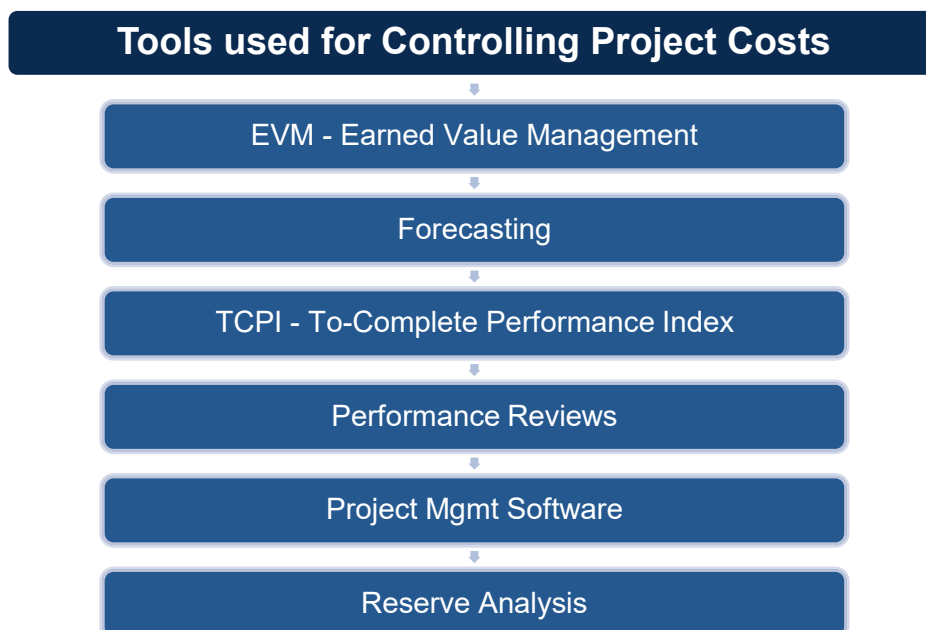 Tools used for Controlling Project Costs
EVM - Earned Value Management
Forecasting
TCPI - To-Complete Performance Index
Performance Reviews
Project Mgmt Software
Reserve Analysis